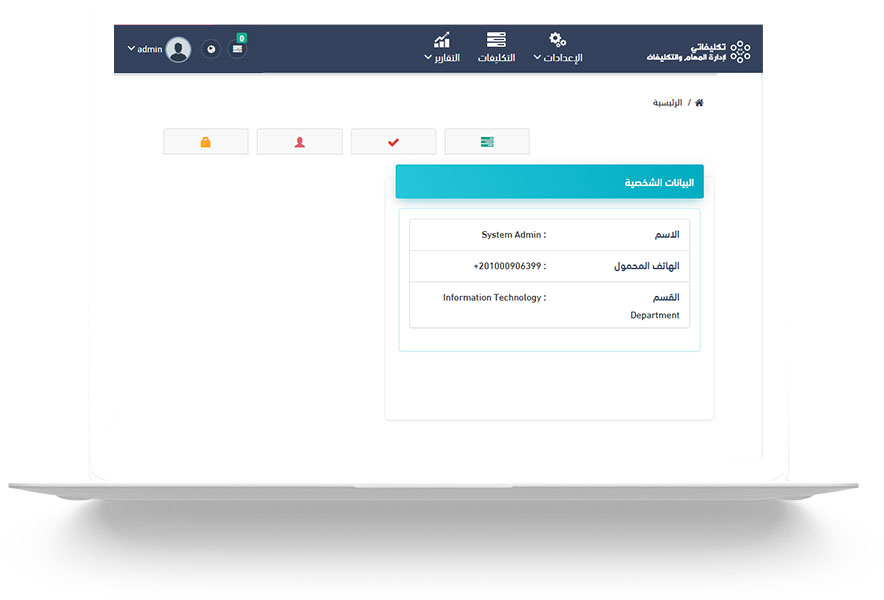 تكليفاتي
لإدارة المهام والتكليفات
الإعدادات
التكليفات
التقارير
0
admin
/ الرئيسية
البيانات الشخصية
الاسم : System Admin
الهاتف المحمول : +201000906399
القسم : Information Technology
Department